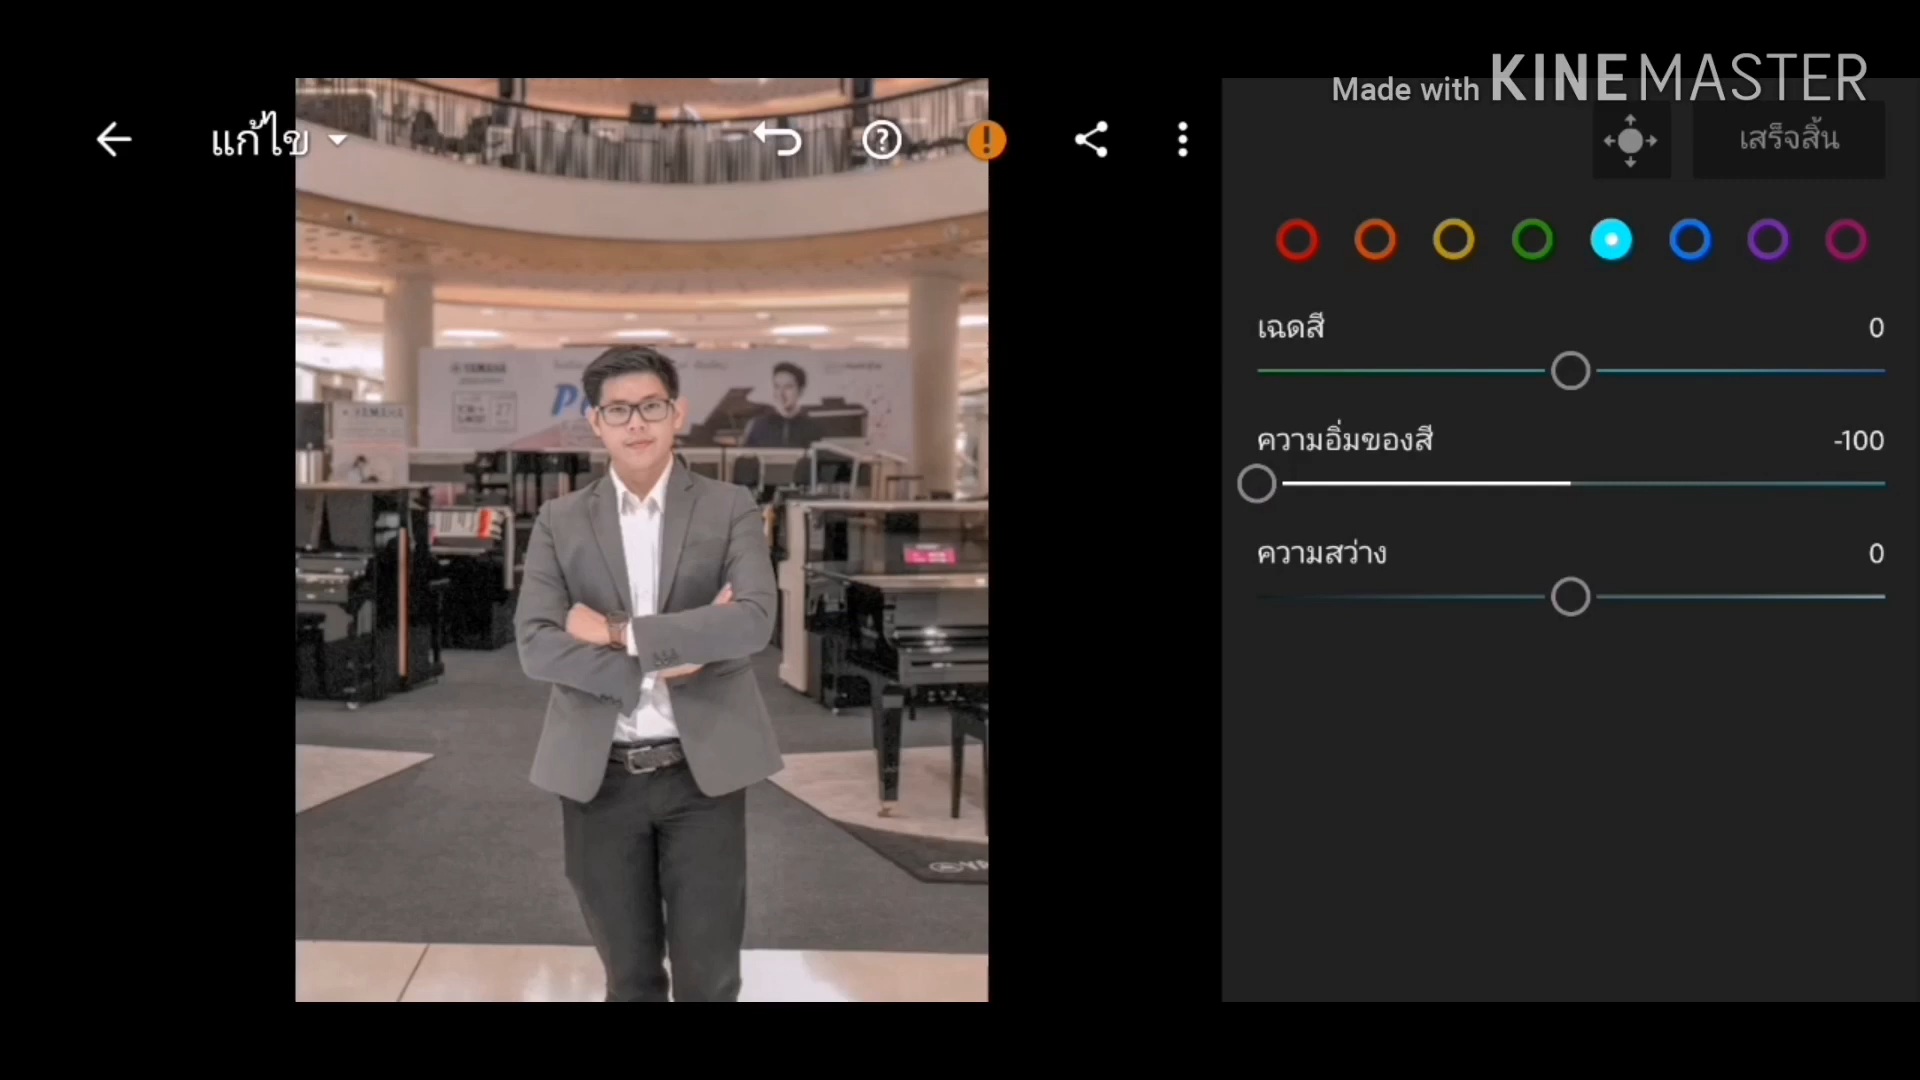 Made with KINEMASTER
แก้ไข
เสร็จสิ้น
เฉดสี 0
ความอิ่มของสี -100
ความสว่าง 0
YAMAHA
YAMAHA